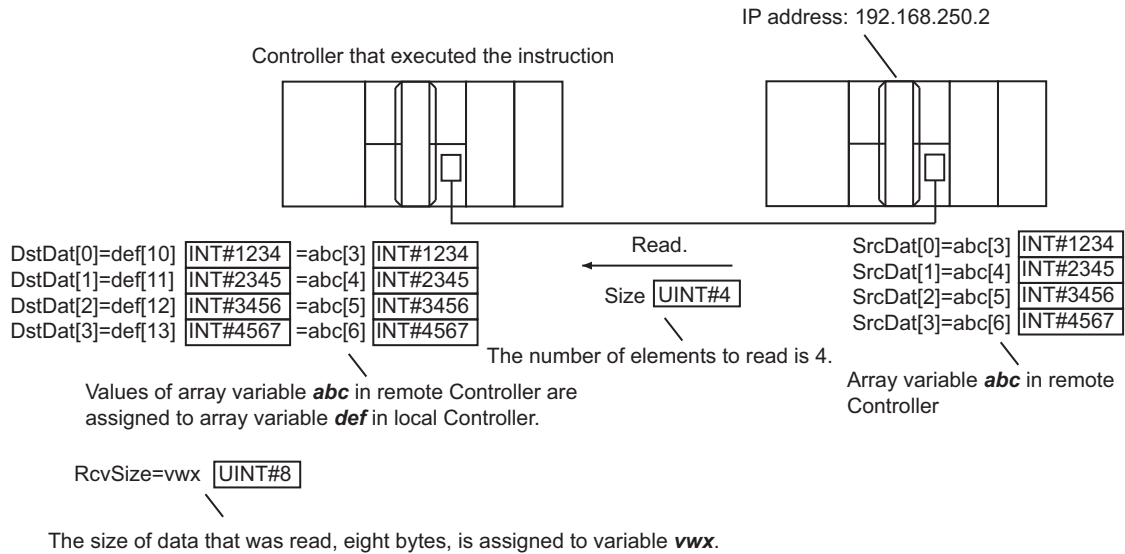 IP address: 192.168.250.2
Controller that executed the instruction
DstDat[0]=def[10] INT#1234 =abc[3] INT#1234
DstDat[1]=def[11] INT#2345 =abc[4] INT#2345
DstDat[2]=def[12] INT#3456 =abc[5] INT#3456
DstDat[3]=def[13] INT#4567 =abc[6] INT#4567
Read.
Size UINT#4
The number of elements to read is 4.
SrcDat[0]=abc[3] INT#1234
SrcDat[1]=abc[4] INT#2345
SrcDat[2]=abc[5] INT#3456
SrcDat[3]=abc[6] INT#4567
Values of array variable abc in remote Controller are
assigned to array variable def in local Controller.
Array variable abc in remote
Controller
RcvSize=vwx UINT#8
The size of data that was read, eight bytes, is assigned to variable vwx.